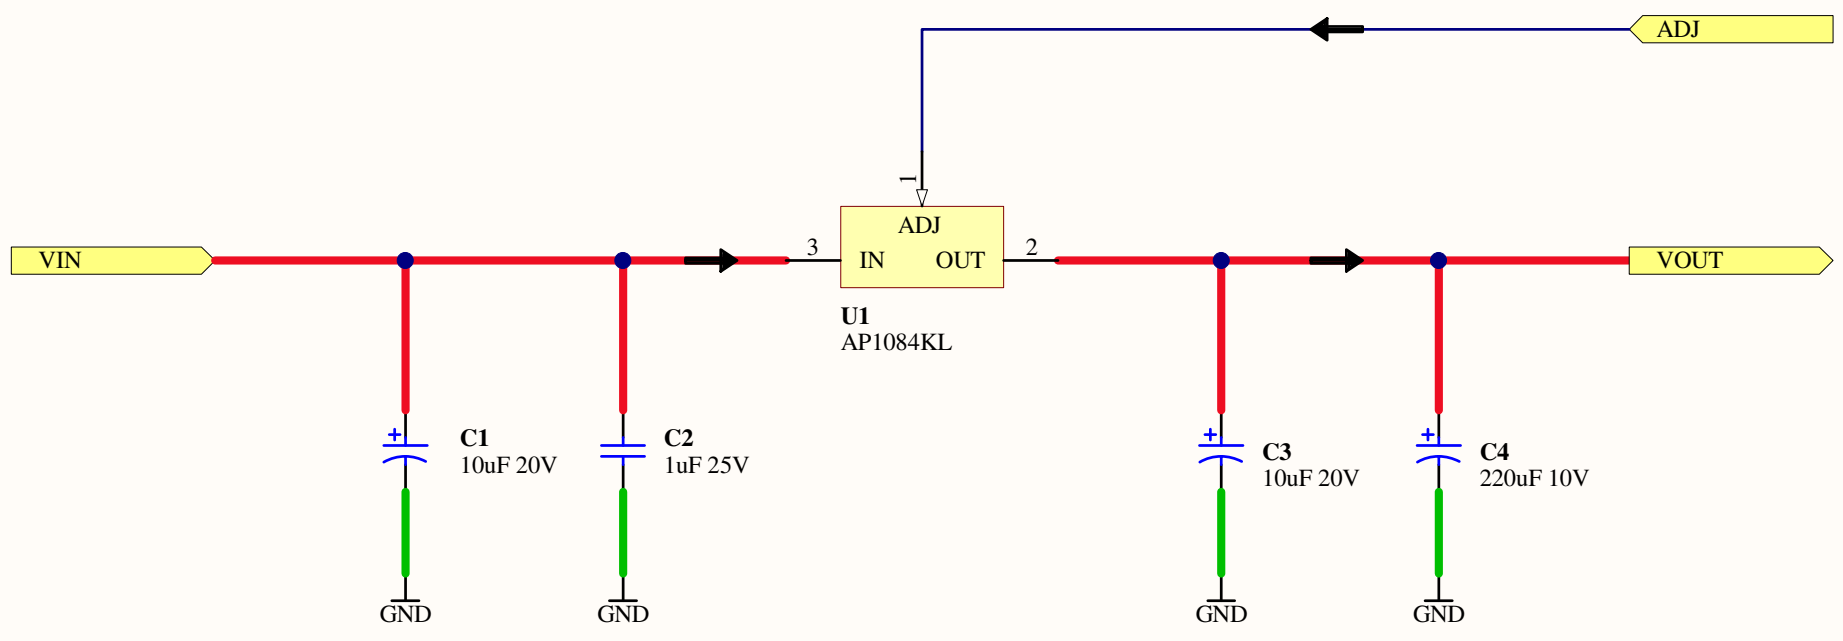 ADJ
1
ADJ
VIN
3
IN
OUT
2
VOUT
U1
AP1084KL
+
C1
10uF 20V
C2
1uF 25V
+
C3
10uF 20V
+
C4
220uF 10V
GND
GND
GND
GND